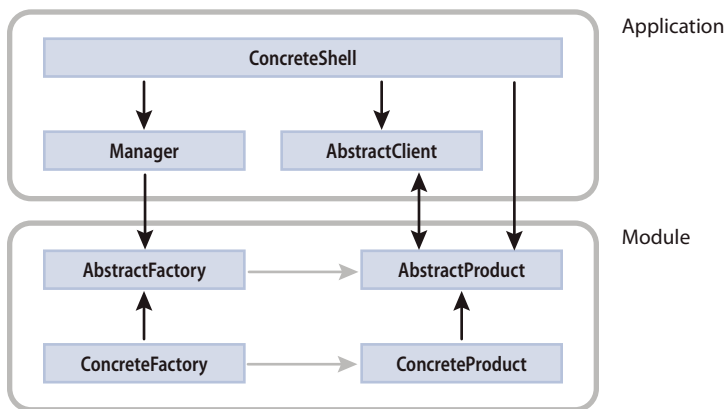 Application
ConcreteShell
Manager
AbstractClient
Module
AbstractFactory
AbstractProduct
ConcreteFactory
ConcreteProduct